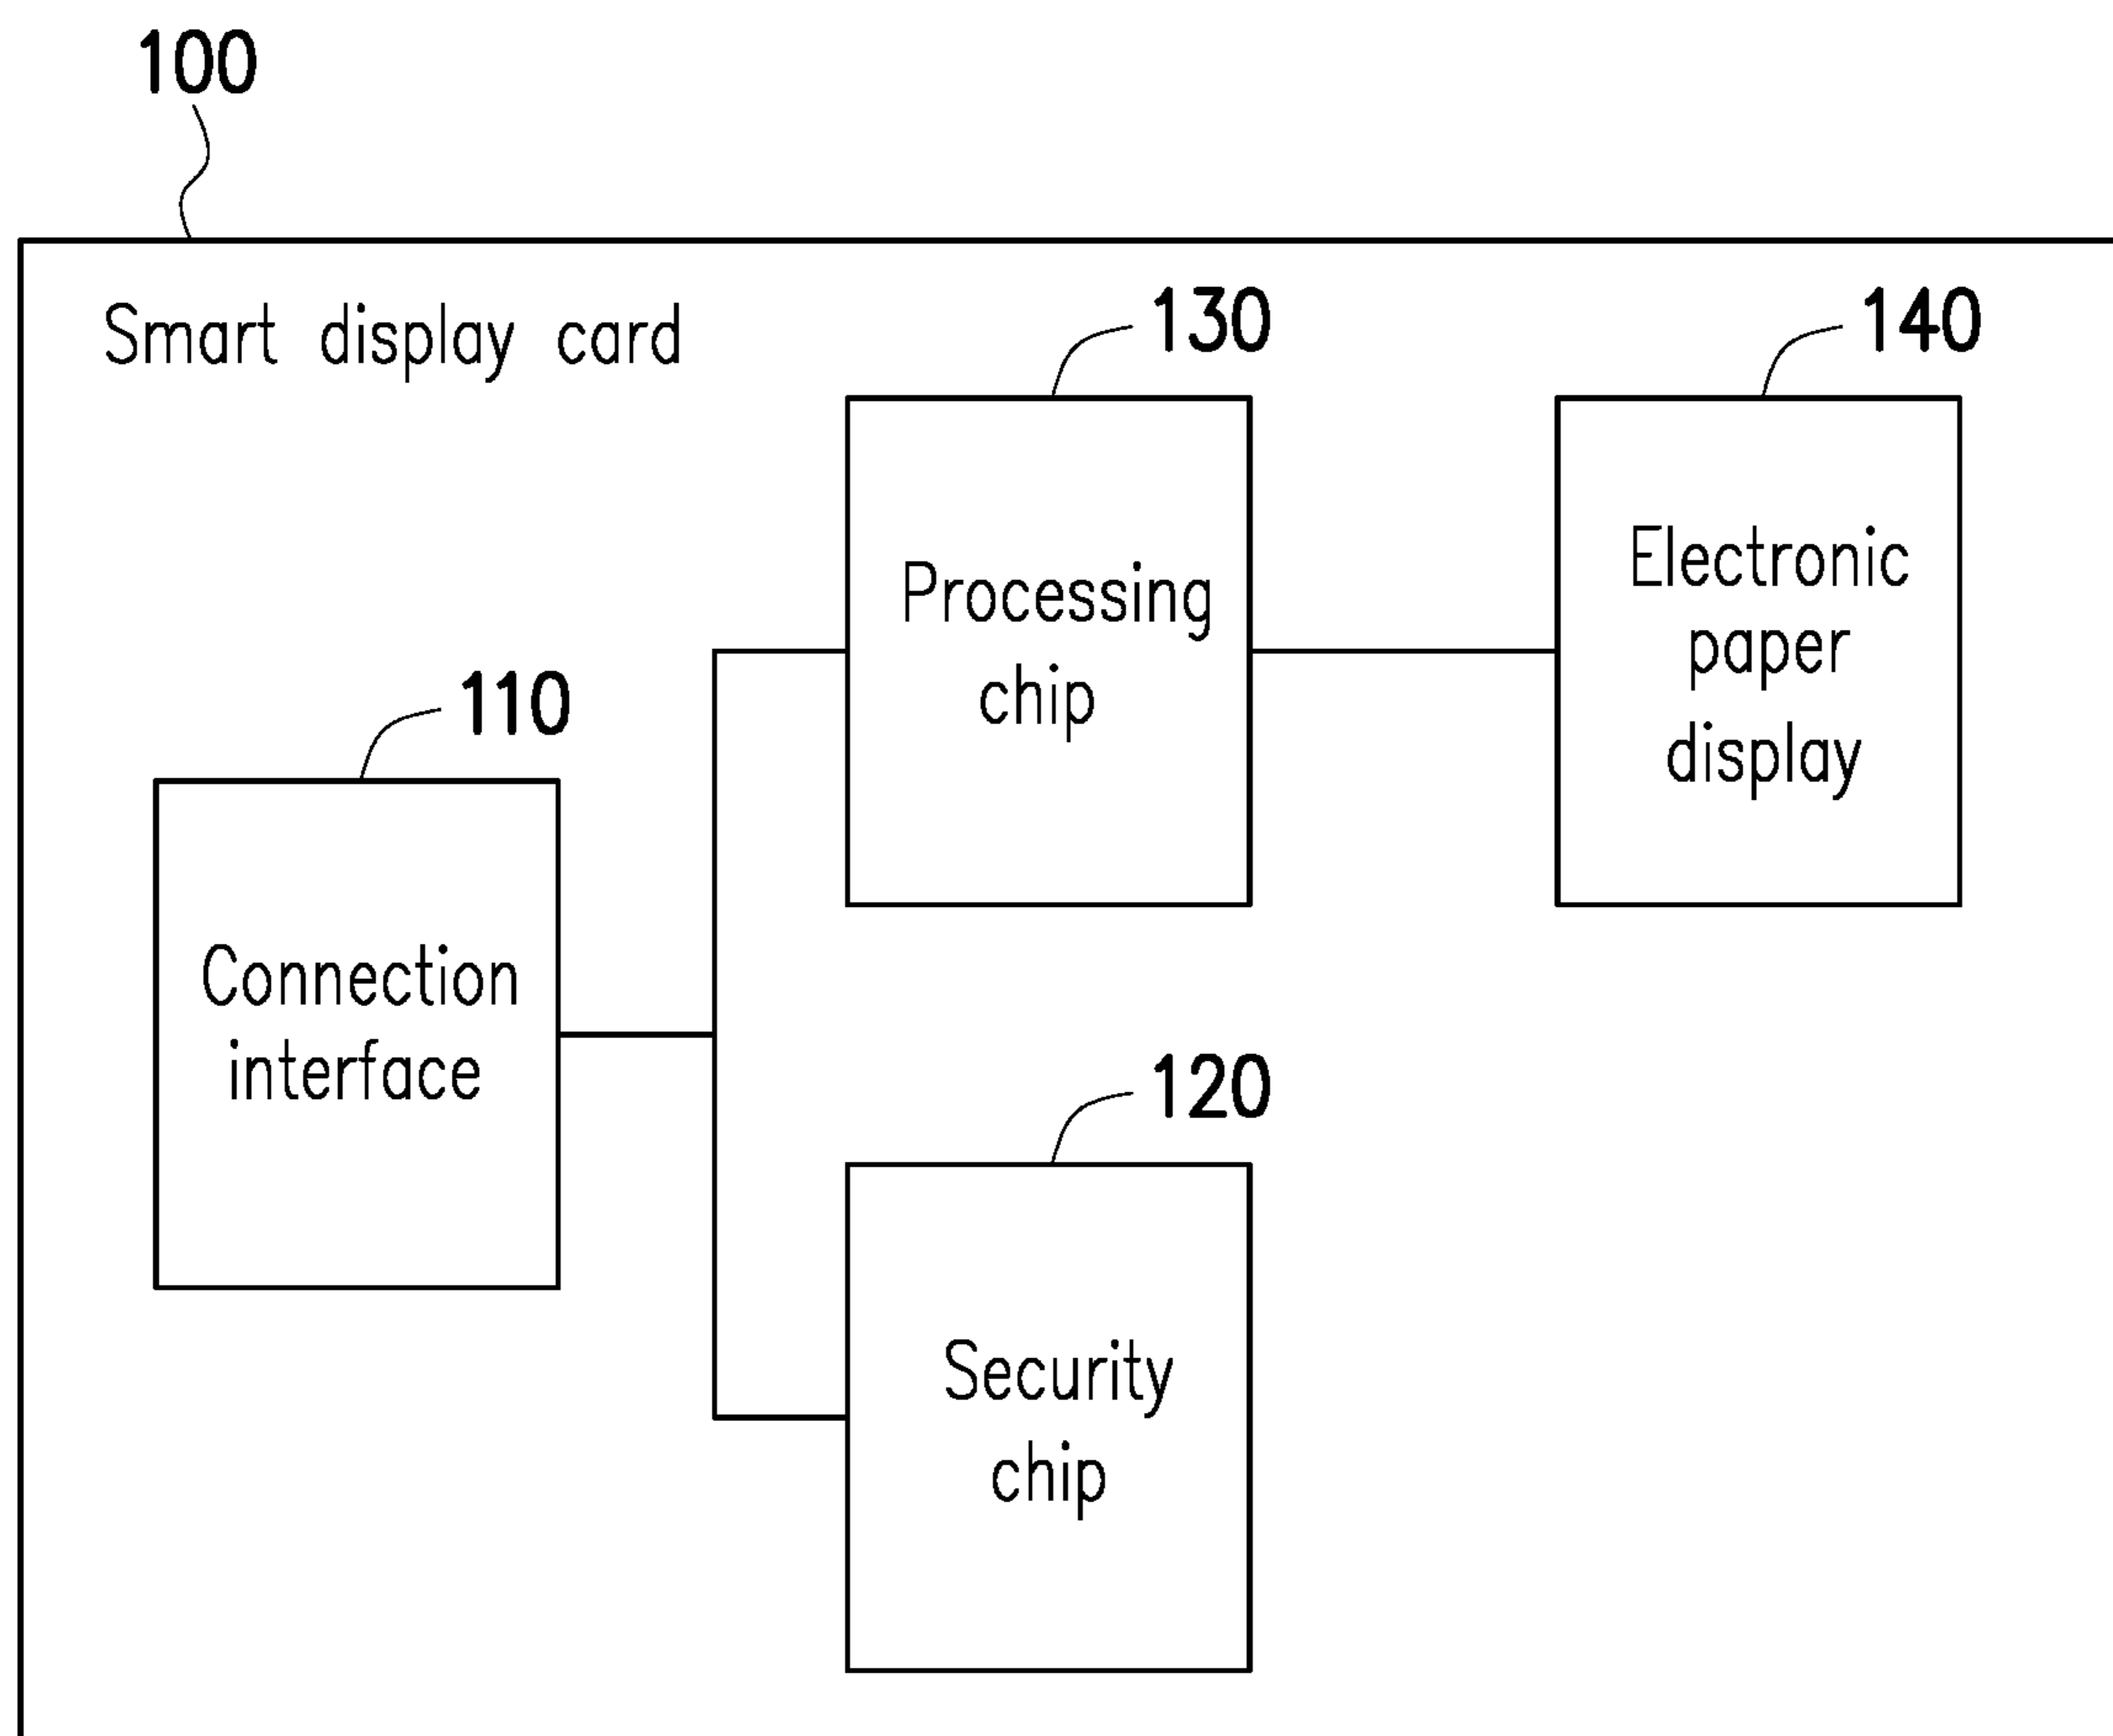 100
Smart display card
130
140
Processing
chip
Electronic
paper
display
110
Connection
interface
120
Security
chip